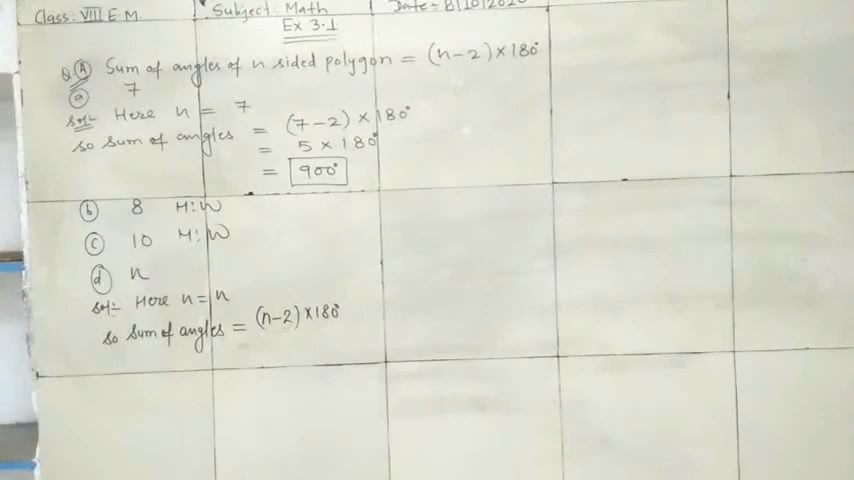 Class: VIII E.M. Subject: Math Date= 8/10/2020
Ex 3.1
Q.(4) Sum of angles of n sided polygon = (n-2) × 180°
(a) 7
Sol:- Here n = 7
so sum of angles = (7-2) × 180°
= 5 × 180°
= 900°
(b) 8 H:W
(c) 10 H:W
(d) n
Sol:- Here n = n
so sum of angles = (n-2) × 180°